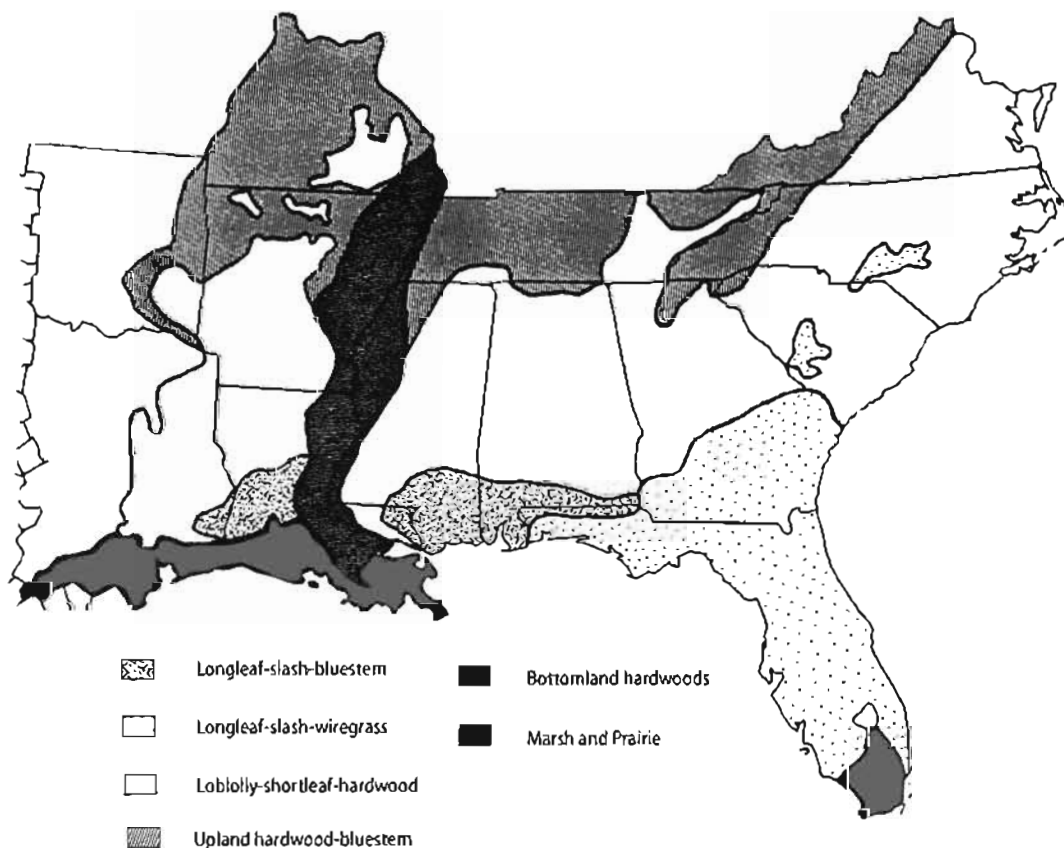 Longleaf-slash-bluestem
Longleaf-slash-wiregrass
Loblolly-shortleaf-hardwood
Upland hardwood-bluestem
Bottomland hardwoods
Marsh and Prairie